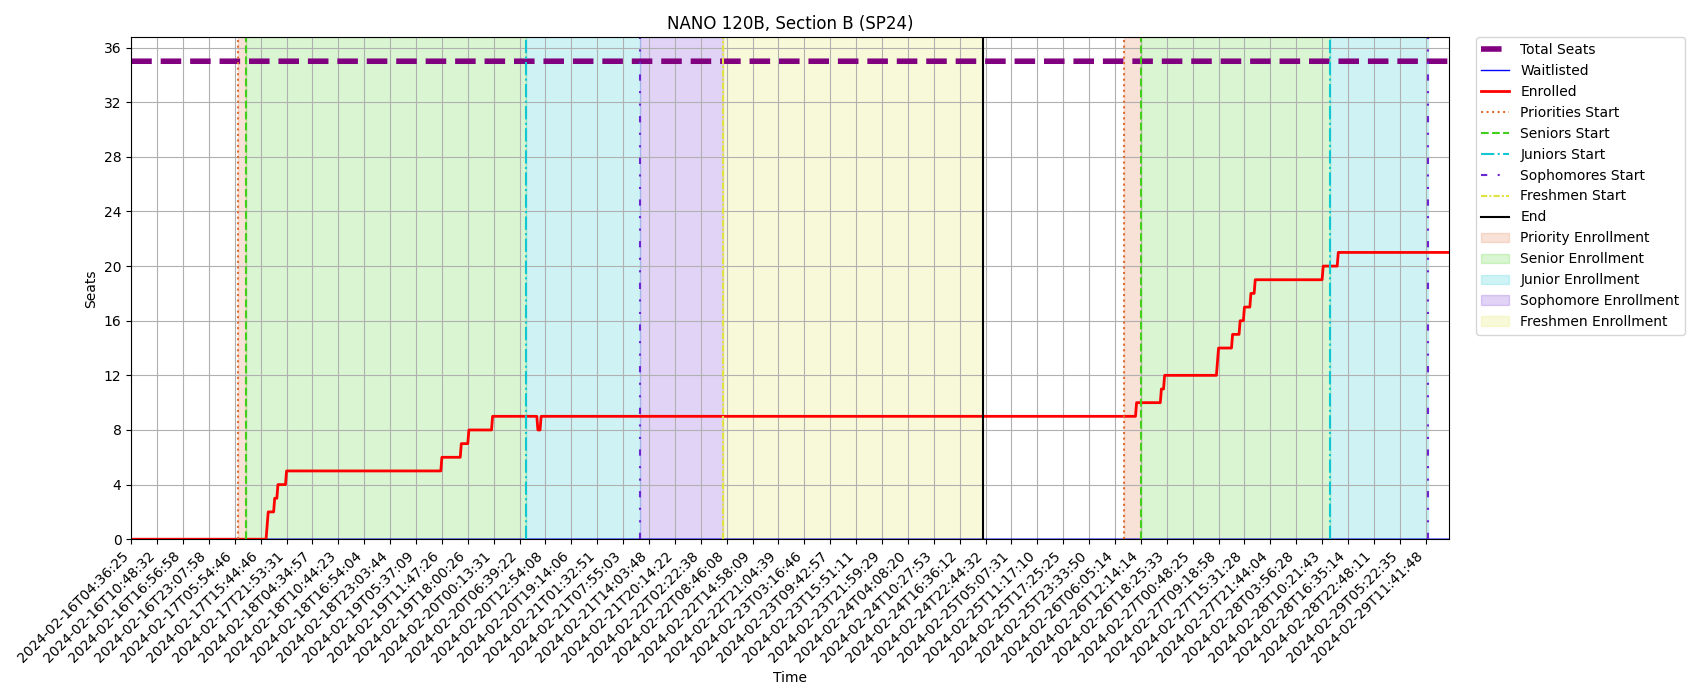 NANO 120B, Section B (SP24)
36
32
28
24
20
16
12
8
4
0
Seats
2024-02-16T04:36:25
2024-02-16T10:48:32
2024-02-16T16:56:58
2024-02-16T23:07:58
2024-02-17T05:54:46
2024-02-17T15:44:46
2024-02-17T21:53:31
2024-02-18T04:34:57
2024-02-18T10:44:23
2024-02-18T16:54:04
2024-02-18T23:03:44
2024-02-19T05:37:09
2024-02-19T11:47:26
2024-02-19T18:00:26
2024-02-20T00:13:31
2024-02-20T06:39:22
2024-02-20T12:54:08
2024-02-20T19:14:06
2024-02-21T01:32:51
2024-02-21T07:55:03
2024-02-21T14:03:48
2024-02-21T20:14:22
2024-02-22T02:22:38
2024-02-22T08:46:08
2024-02-22T14:58:09
2024-02-22T21:04:39
2024-02-23T03:16:46
2024-02-23T09:42:57
2024-02-23T15:51:11
2024-02-23T21:59:29
2024-02-24T04:08:20
2024-02-24T10:27:53
2024-02-24T16:36:12
2024-02-24T22:44:32
2024-02-25T05:07:31
2024-02-25T11:17:10
2024-02-25T17:25:25
2024-02-25T23:33:50
2024-02-26T06:05:14
2024-02-26T12:14:14
2024-02-26T18:25:33
2024-02-27T00:48:25
2024-02-27T09:18:58
2024-02-27T15:31:28
2024-02-27T21:44:04
2024-02-28T03:56:28
2024-02-28T10:21:43
2024-02-28T16:35:14
2024-02-28T22:48:11
2024-02-29T05:22:35
2024-02-29T11:41:48
Time
Total Seats
Waitlisted
Enrolled
Priorities Start
Seniors Start
Juniors Start
Sophomores Start
Freshmen Start
End
Priority Enrollment
Senior Enrollment
Junior Enrollment
Sophomore Enrollment
Freshmen Enrollment